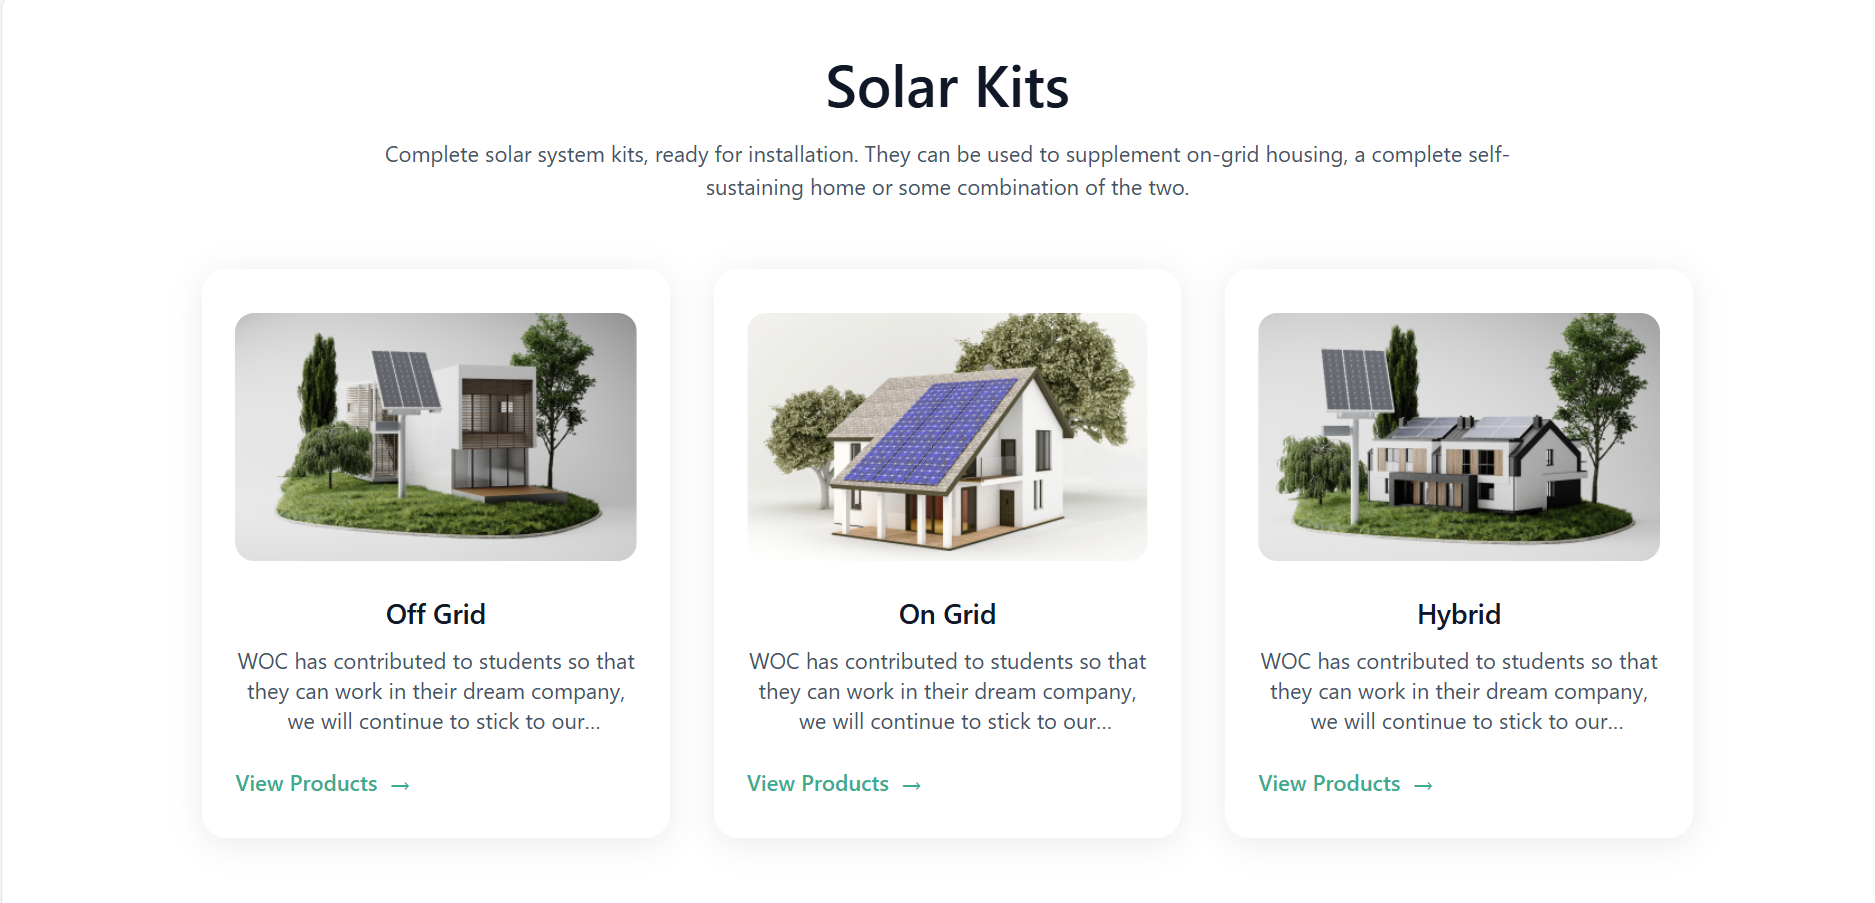 Solar Kits
Complete solar system kits, ready for installation. They can be used to supplement on-grid housing, a complete self-
sustaining home or some combination of the two.
Off Grid
WOC has contributed to students so that
they can work in their dream company,
we will continue to stick to our...
View Products →
On Grid
WOC has contributed to students so that
they can work in their dream company,
we will continue to stick to our...
View Products →
Hybrid
WOC has contributed to students so that
they can work in their dream company,
we will continue to stick to our...
View Products →